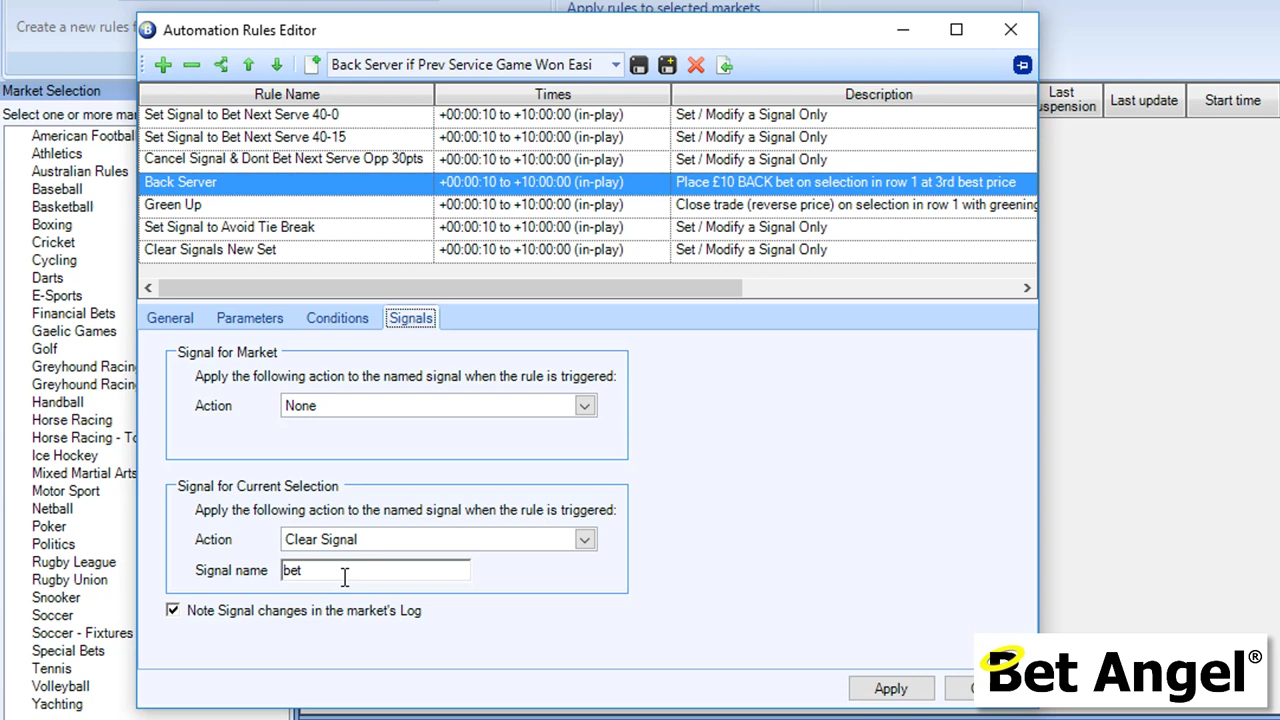 Apply rules to selected markets
Create a new rules f
Automation Rules Editor
Back Server if Prev Service Game Won Easi
Market Selection
Select one or more mar
American Footbal
Athletics
Australian Rules
Baseball
Basketball
Boxing
Cricket
Cycling
Darts
E-Sports
Financial Bets
Gaelic Games
Golf
Greyhound Racin
Greyhound Racin
Handball
Horse Racing
Horse Racing - To
Ice Hockey
Mixed Martial Arts
Motor Sport
Netball
Poker
Politics
Rugby League
Rugby Union
Snooker
Soccer
Soccer - Fixtures
Special Bets
Tennis
Volleyball
Yachting
Rule Name Times Description
Set Signal to Bet Next Serve 40-0 +00:00:10 to +10:00:00 (in-play) Set / Modify a Signal Only
Set Signal to Bet Next Serve 40-15 +00:00:10 to +10:00:00 (in-play) Set / Modify a Signal Only
Cancel Signal & Dont Bet Next Serve Opp 30pts +00:00:10 to +10:00:00 (in-play) Set / Modify a Signal Only
Back Server +00:00:10 to +10:00:00 (in-play) Place £10 BACK bet on selection in row 1 at 3rd best price
Green Up +00:00:10 to +10:00:00 (in-play) Close trade (reverse price) on selection in row 1 with greening
Set Signal to Avoid Tie Break +00:00:10 to +10:00:00 (in-play) Set / Modify a Signal Only
Clear Signals New Set +00:00:10 to +10:00:00 (in-play) Set / Modify a Signal Only
General Parameters Conditions Signals
Signal for Market
Apply the following action to the named signal when the rule is triggered:
Action None
Signal for Current Selection
Apply the following action to the named signal when the rule is triggered:
Action Clear Signal
Signal name bet
Note Signal changes in the market's Log
Apply
Last
uspension
Last update
Start time
Bet Angel®